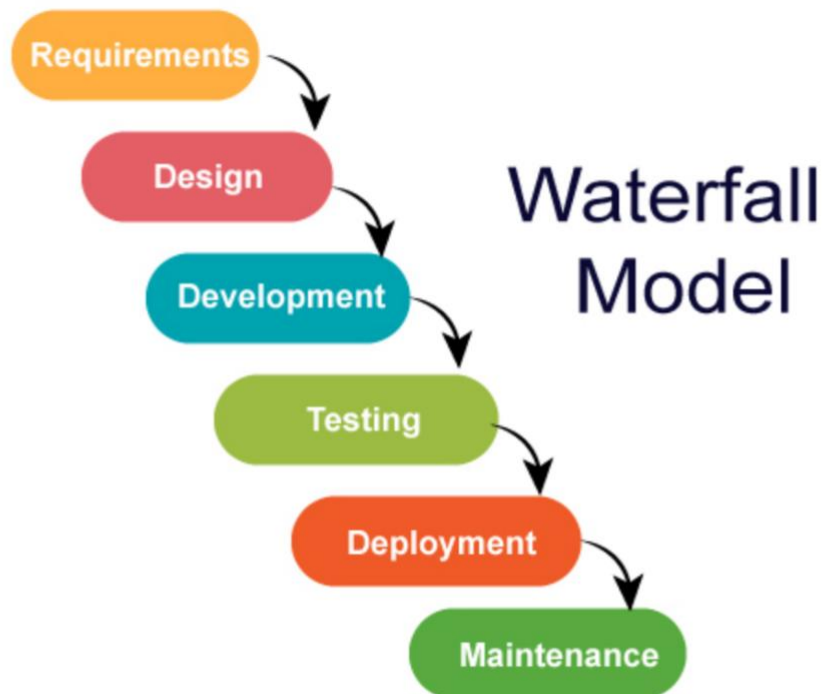 Requirements
Design
Waterfall
Model
Development
Testing
Deployment
Maintenance